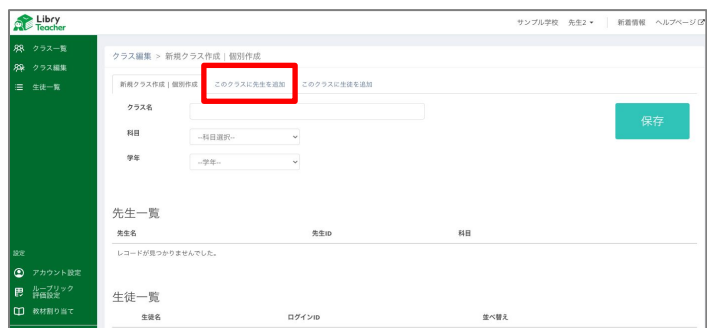 Libry Teacher
サンプル学校 先生2 新着情報 ヘルプページ
クラス一覧
クラス編集
生徒一覧
クラス編集 > 新規クラス作成 | 個別作成
新規クラス作成 | 個別作成 このクラスに先生を追加 このクラスに生徒を追加
クラス名
保存
科目 --科目選択--
学年 --学年--
先生一覧
先生名 先生ID 科目
レコードが見つかりませんでした。
設定
アカウント設定
ルーブリック
評価設定
教材割り当て
生徒一覧
生徒名 ログインID 並べ替え